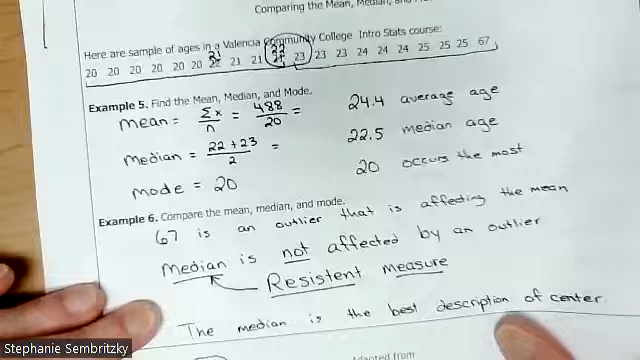 Comparing the Mean, Median, and
Here are sample of ages in a Valencia Community College Intro Stats course:
20 20 20 20 20 20 21 21 21 22 23 23 23 24 24 24 25 25 25 67
Example 5. Find the Mean, Median, and Mode.
mean = Σx/n = 488/20 = 24.4 average age
median = 22+23/2 = 22.5 median age
mode = 20 20 occurs the most
Example 6. Compare the mean, median, and mode.
67 is an outlier that is affecting the mean
Median is not affected by an outlier
Resistent measure
The median is the best description of center
Adapted from
Stephanie Sembritzky